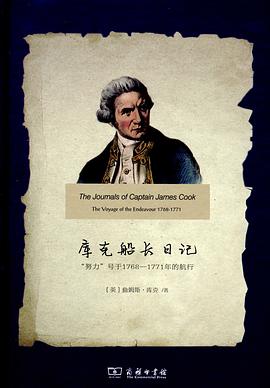 The Journals of Captain James Cook
The Voyage of the Endeavour 1768-1771
库克船长日记
“努力”号于1768—1771年的航行
［英］詹姆斯·库克 /著
商务印书馆
The Commercial Press